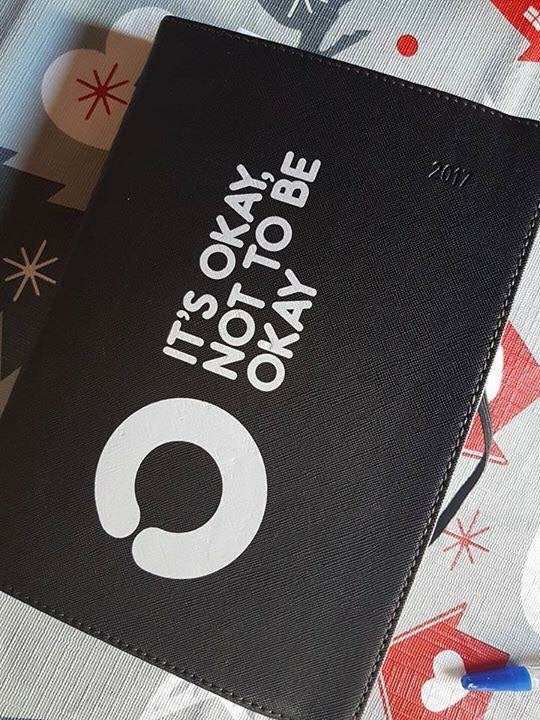 2017
IT'S OKAY,
NOT TO BE
OKAY